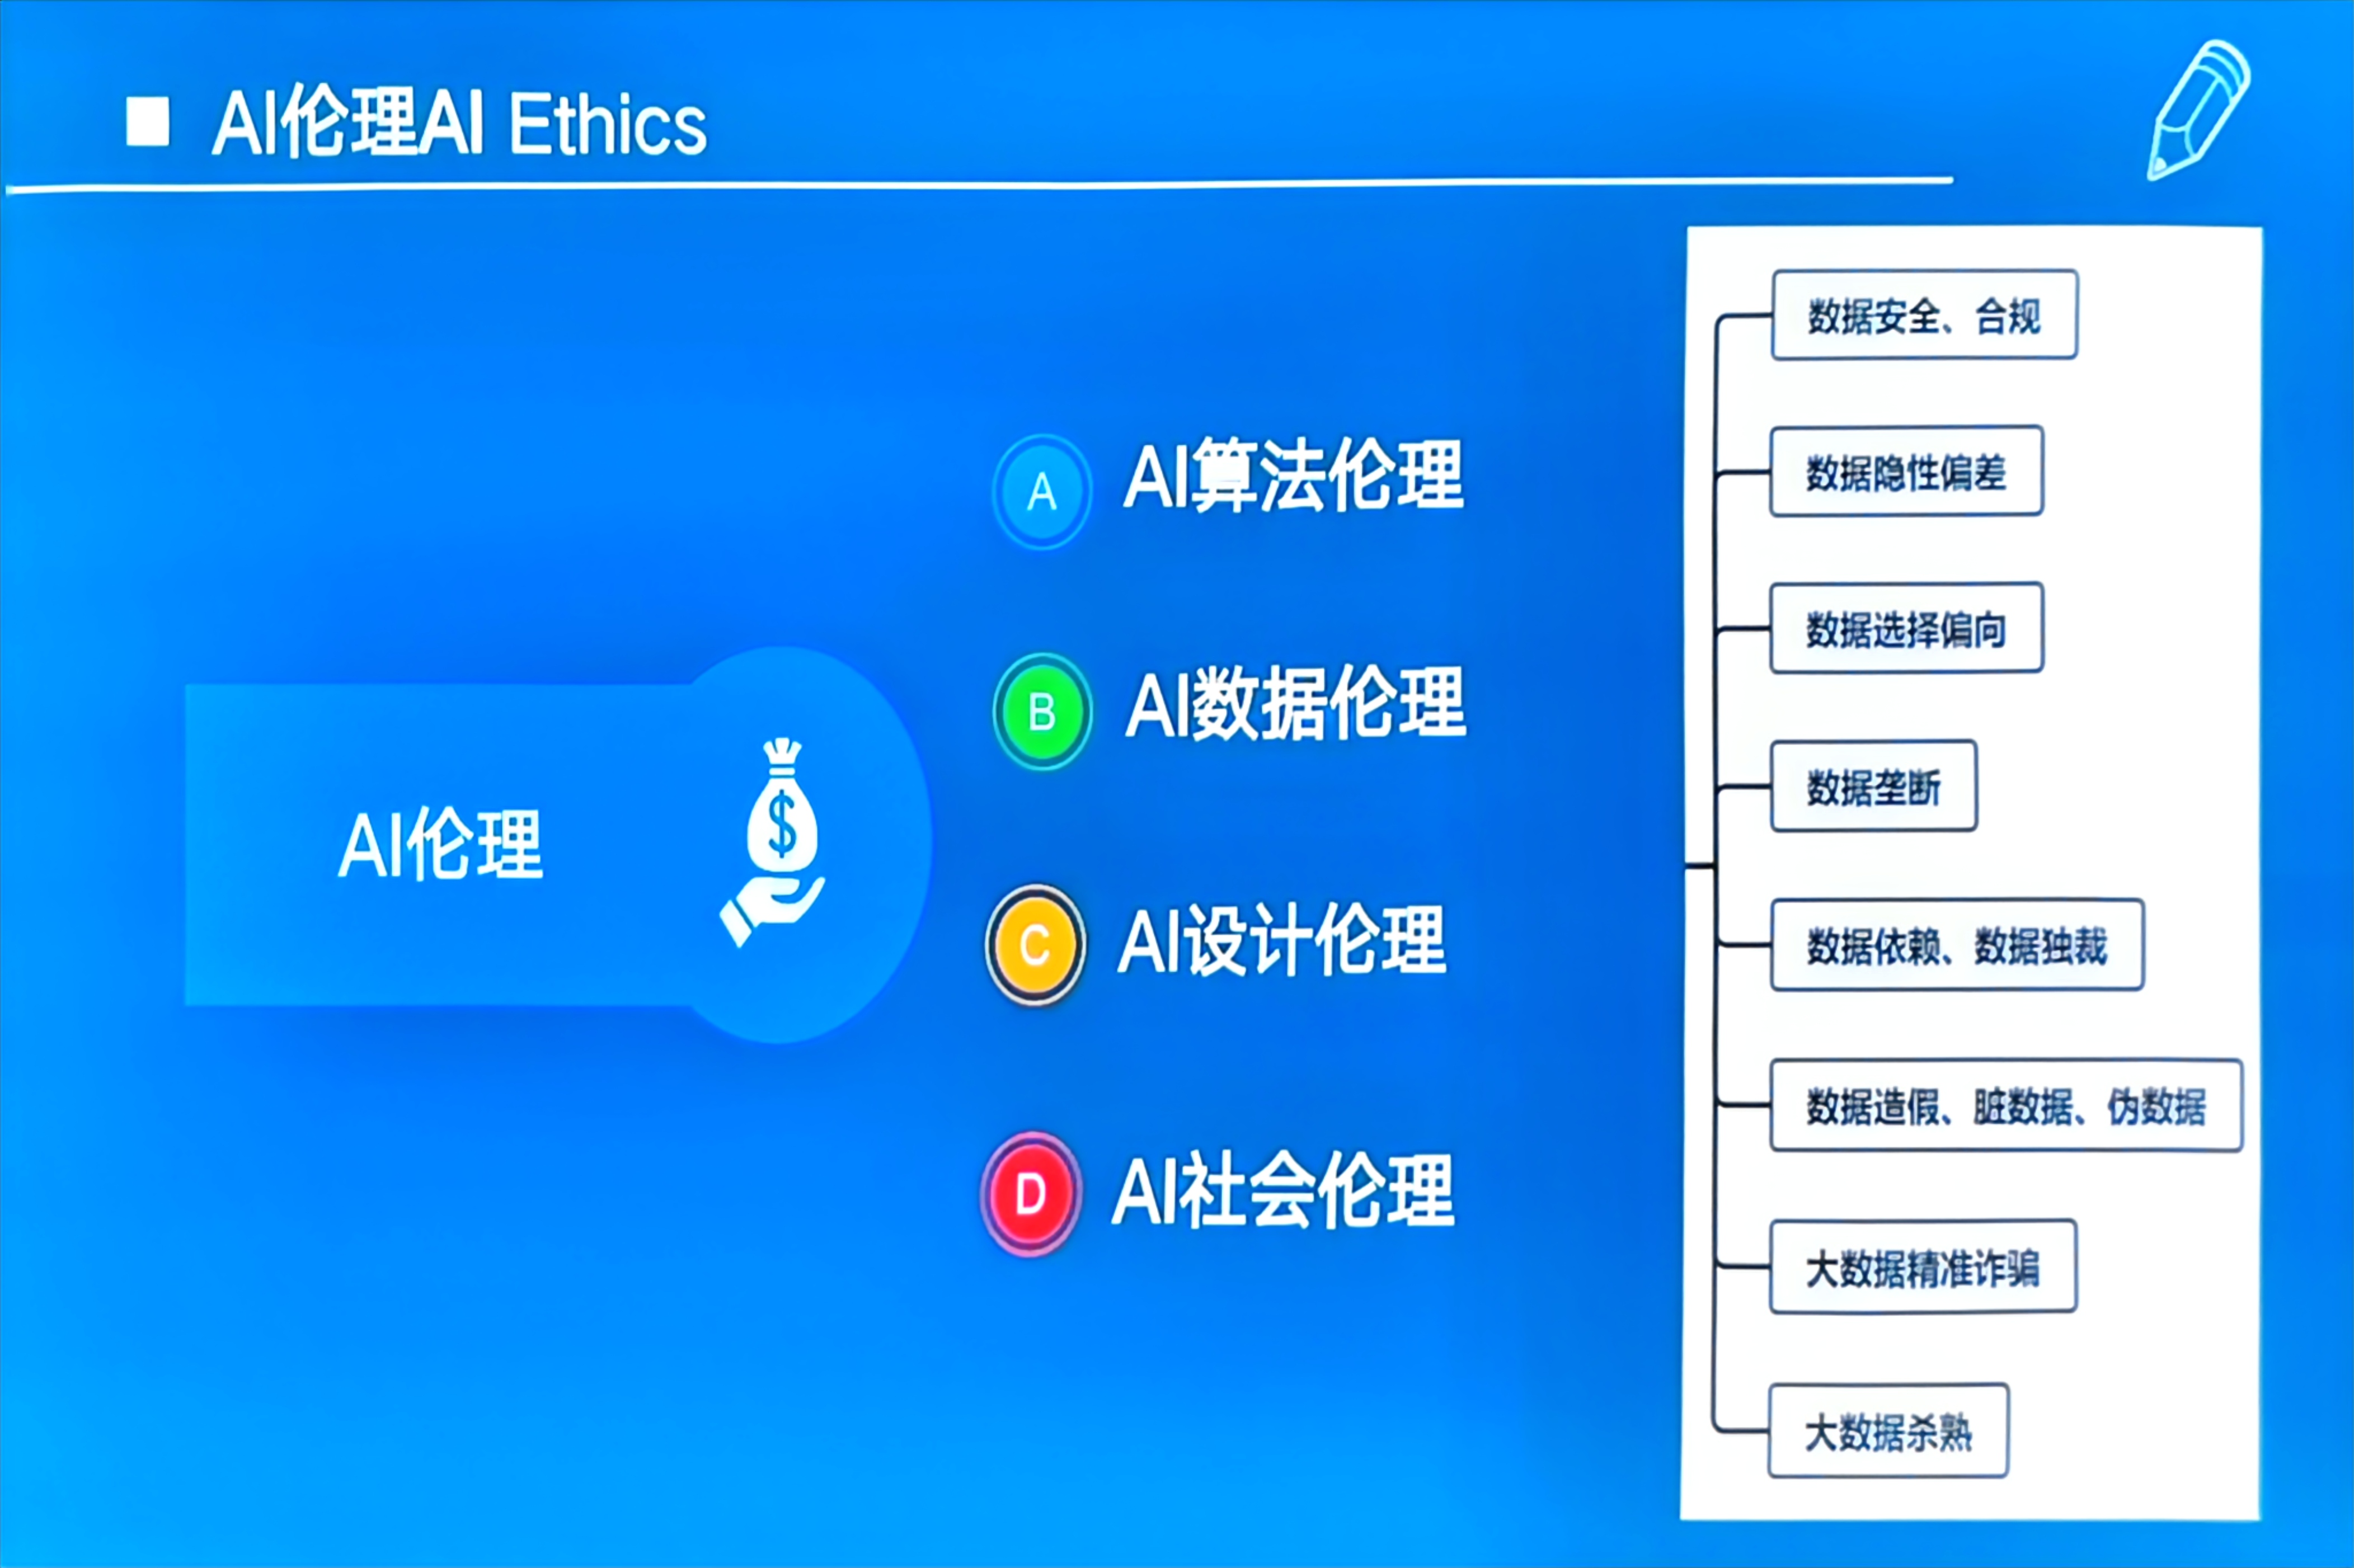 AI伦理AI Ethics
AI伦理
$
A
AI算法伦理
B
AI数据伦理
C
AI设计伦理
D
AI社会伦理
数据安全、合规
数据隐性偏差
数据选择偏向
数据垄断
数据依赖、数据独裁
数据造假、脏数据、伪数据
大数据精准诈骗
大数据杀熟